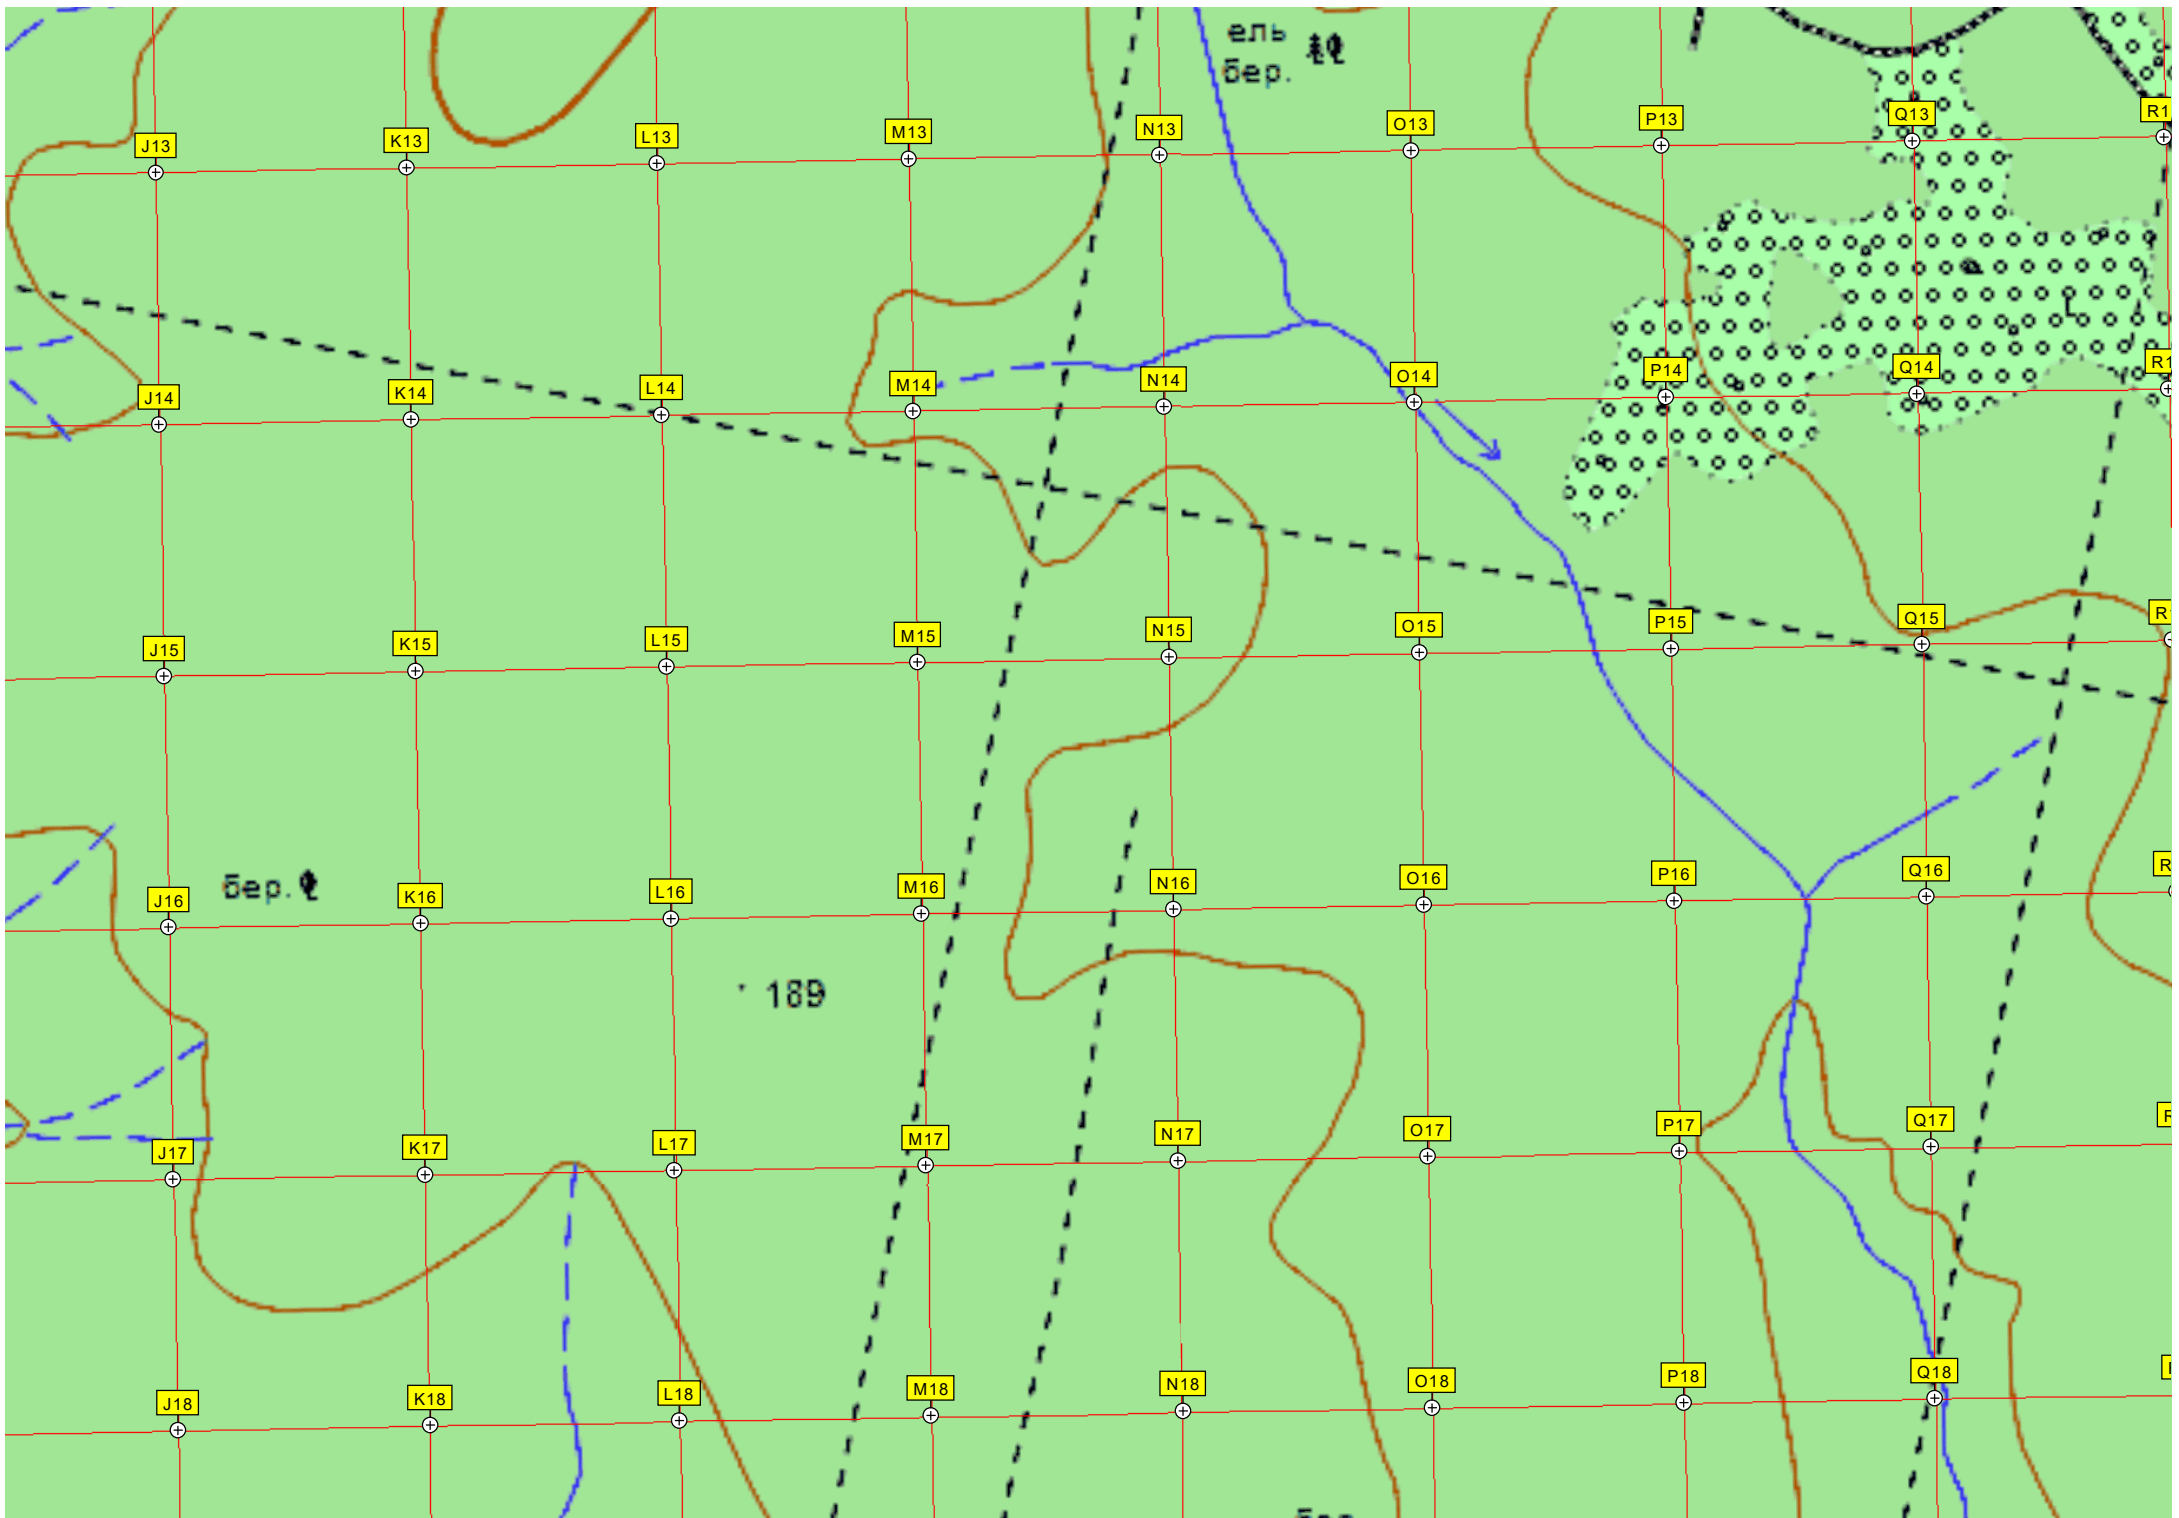 ель
бер.
J13 K13 L13 M13 N13 O13 P13 Q13
J14 K14 L14 M14 N14 O14 P14 Q14
J15 K15 L15 M15 N15 O15 P15 Q15
бер.
J16 K16 L16 M16 N16 O16 P16 Q16
189
J17 K17 L17 M17 N17 O17 P17 Q17
J18 K18 L18 M18 N18 O18 P18 Q18